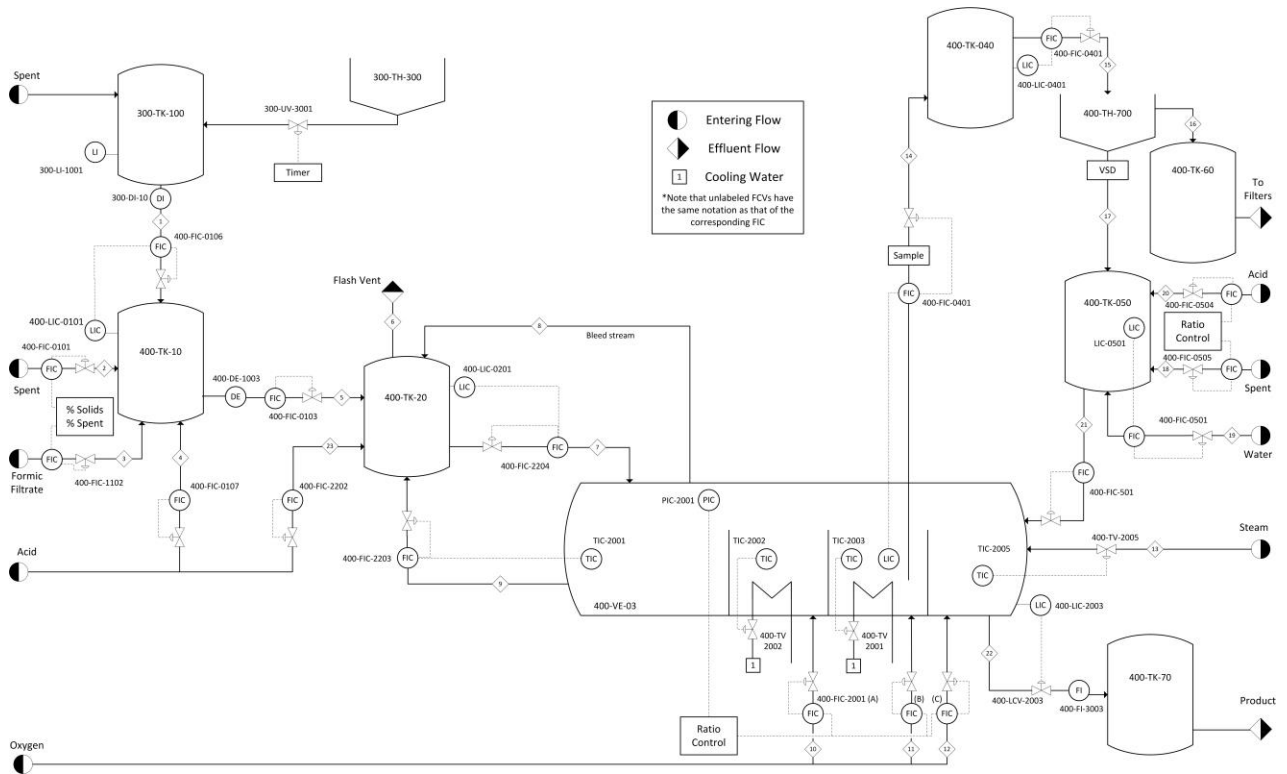 400-TK-040
FIC
400-FIC-0401
LIC
400-LIC-0401
15
Spent
300-TK-100
300-UV-3001
300-TH-300
Timer
LI
300-LI-1001
300-DI-10
DI
1
FIC
400-FIC-0106
Entering Flow
Effluent Flow
1
Cooling Water
*Note that unlabeled FCVs have
the same notation as that of the
corresponding FIC
400-TH-700
16
VSD
400-TK-60
To
Filters
14
17
Sample
FIC
400-FIC-0401
400-LIC-0101
LIC
400-TK-10
400-FIC-0101
FIC
2
Spent
% Solids
% Spent
FIC
3
Formic
Filtrate
400-FIC-1102
4
FIC
400-FIC-0107
Acid
400-DE-1003
DE
FIC
400-FIC-0103
5
23
FIC
400-FIC-2202
Flash Vent
6
8
Bleed stream
400-TK-20
400-LIC-0201
LIC
FIC
7
400-FIC-2204
FIC
400-FIC-2203
9
400-TK-050
LIC
LIC-0501
20
FIC
Acid
400-FIC-0504
Ratio
Control
400-FIC-0505
18
FIC
Spent
400-FIC-0501
FIC
19
Water
21
FIC
400-FIC-501
PIC-2001
PIC
TIC-2001
TIC
TIC-2002
TIC
TIC-2003
TIC
LIC
TIC-2005
TIC
400-VE-03
400-TV-2005
13
Steam
400-TV
2002
1
400-TV
2001
1
LIC
400-LIC-2003
22
400-LCV-2003
FI
400-FI-3003
400-TK-70
Product
400-FIC-2001 (A)
(B)
(C)
FIC
FIC
FIC
Ratio
Control
10
11
12
Oxygen